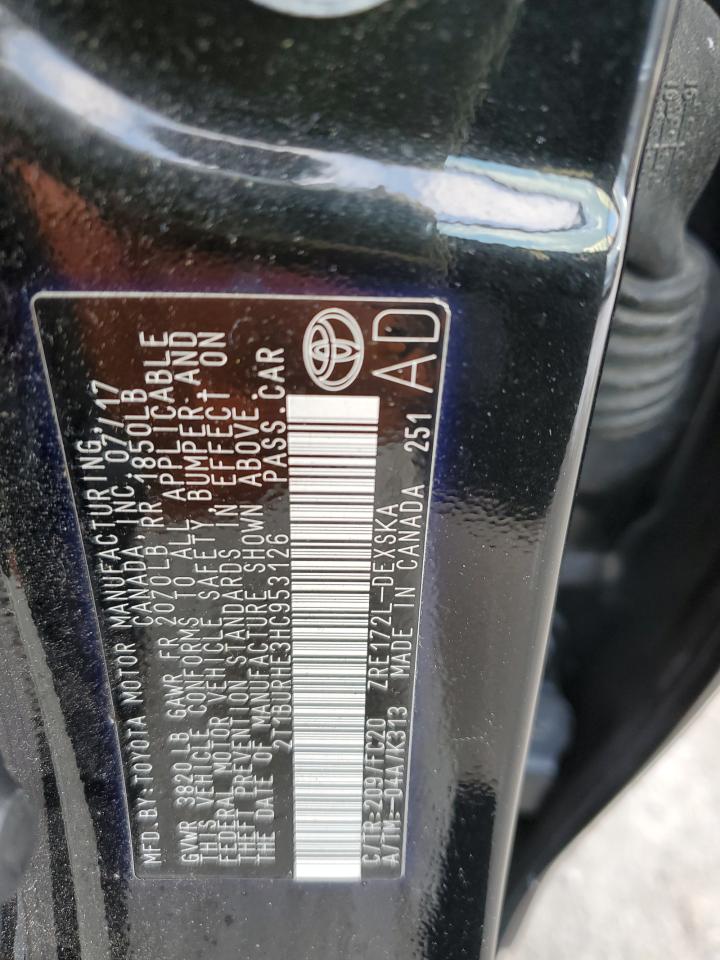 MFD.BY:TOYOTA MOTOR MANUFACTURING,
CANADA, INC. 07/17
GVWR 3820LB GAWR FR 2070LB RR 1850LB
THIS VEHICLE CONFORMS TO ALL APPLICABLE
FEDERAL MOTOR VEHICLE SAFETY BUMPER AND
THEFT PREVENTION STANDARDS IN EFFECT ON
THE DATE OF MANUFACTURE SHOWN ABOVE.
2T1BURHE3HC953126 PASS.CAR
C/TR:209/FC20 ZRE172L-DEXSKA
A/TM:-04A/K313 MADE IN CANADA 251
AD